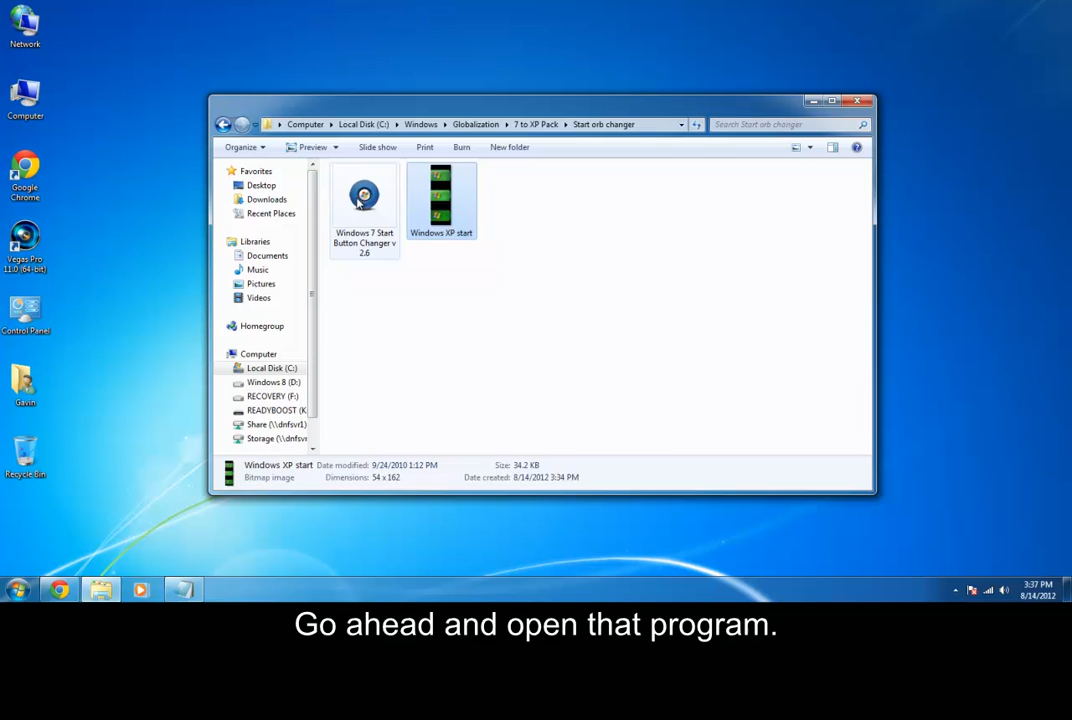 Network
Computer
Google
Chrome
Vegas Pro
11.0 (64-bit)
Control Panel
Gavin
Recycle Bin
Computer Local Disk (C:) Windows Globalization 7 to XP Pack Start orb changer
Search Start orb changer
Organize Preview Slide show Print Burn New folder
Favorites
Desktop
Downloads
Recent Places
Libraries
Documents
Music
Pictures
Videos
Homegroup
Computer
Local Disk (C:)
Windows 8 (D:)
RECOVERY (F:)
READYBOOST (K
Share (\\dnfsvr1)
Storage (\\dnfsvr
Windows 7 Start
Button Changer v
2.6
Windows XP start
Windows XP start Date modified: 9/24/2010 1:12 PM Size: 34.2 KB
Bitmap image Dimensions: 54 x 162 Date created: 8/14/2012 3:34 PM
3:37 PM
8/14/2012
Go ahead and open that program.